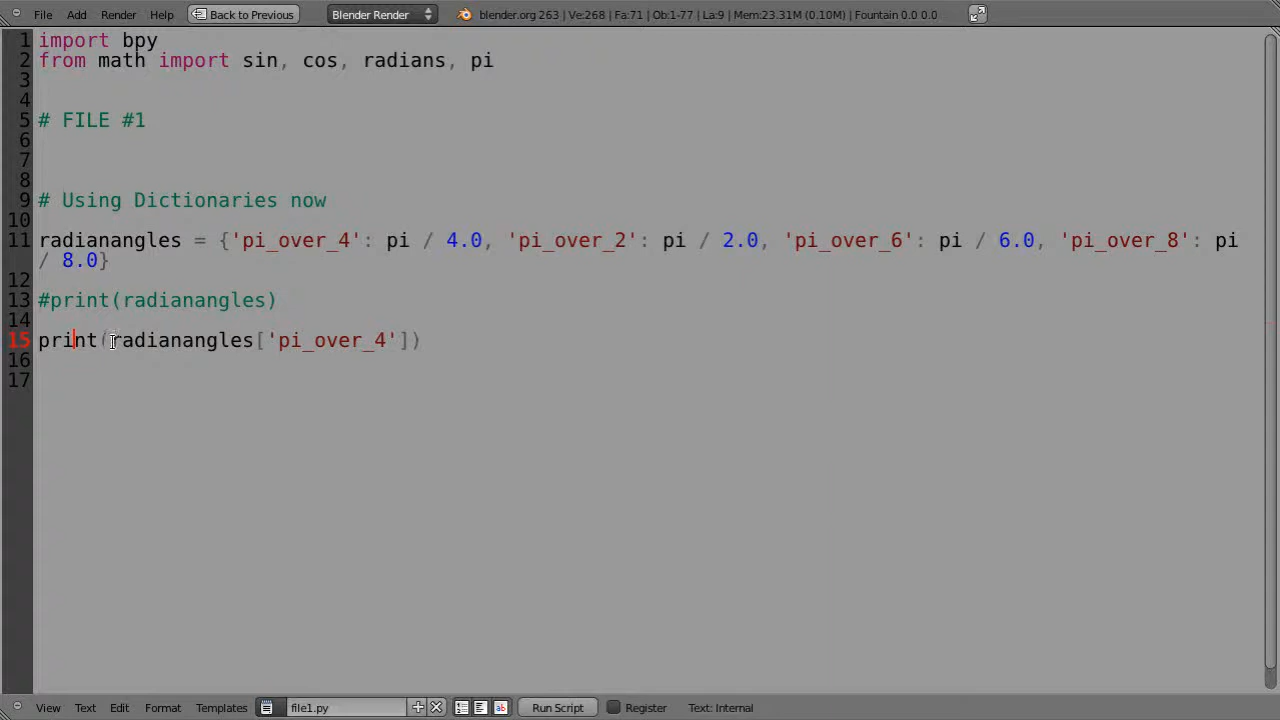 File Add Render Help Back to Previous Blender Render blender.org 263 | Ve:268 | Fa:71 | Ob:1-77 | La:9 | Mem:23.31M (0.10M) | Fountain 0.0 0.0
1 import bpy
2 from math import sin, cos, radians, pi
3
4
5 # FILE #1
6
7
8
9 # Using Dictionaries now
10
11 radianangles = {'pi_over_4': pi / 4.0, 'pi_over_2': pi / 2.0, 'pi_over_6': pi / 6.0, 'pi_over_8': pi
/ 8.0}
12
13 #print(radianangles)
14
15 print(radianangles['pi_over_4'])
16
17
View Text Edit Format Templates file1.py Run Script Register Text: Internal